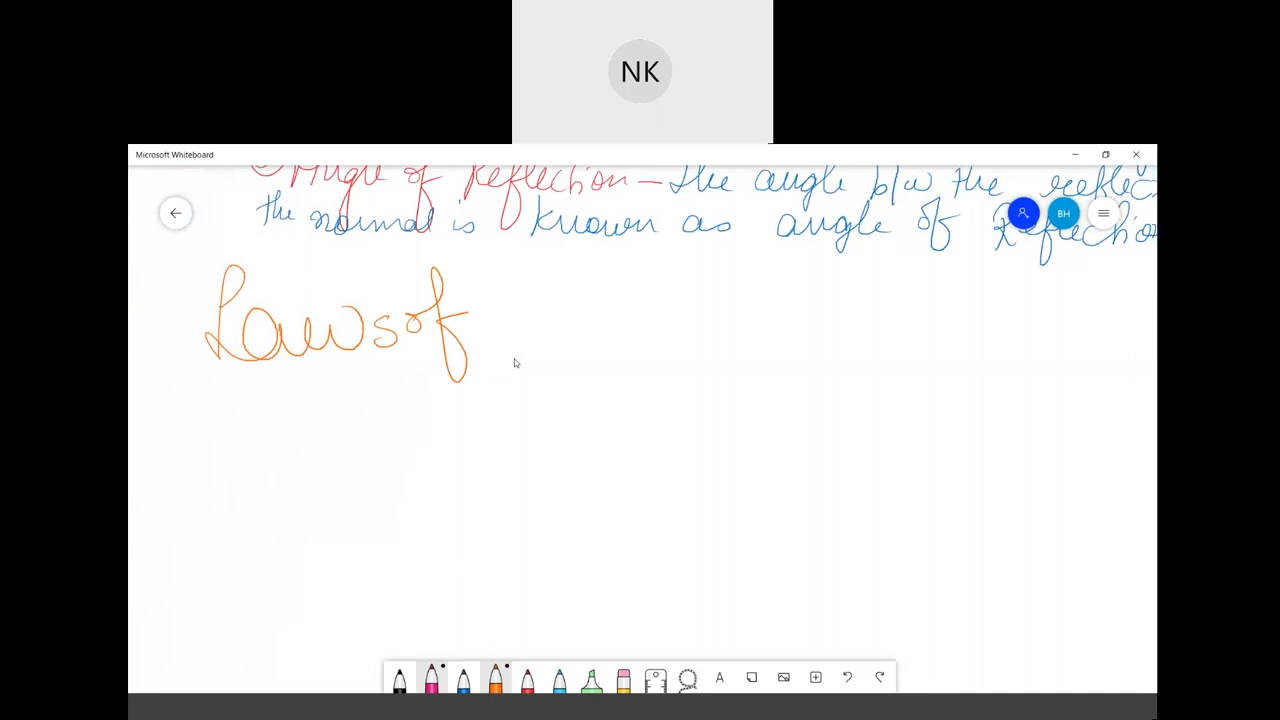 NK
Microsoft Whiteboard
Angle of Reflection – the angle b/w the reflec
the normal is known as angle of Reflection
BH
Laws of
A